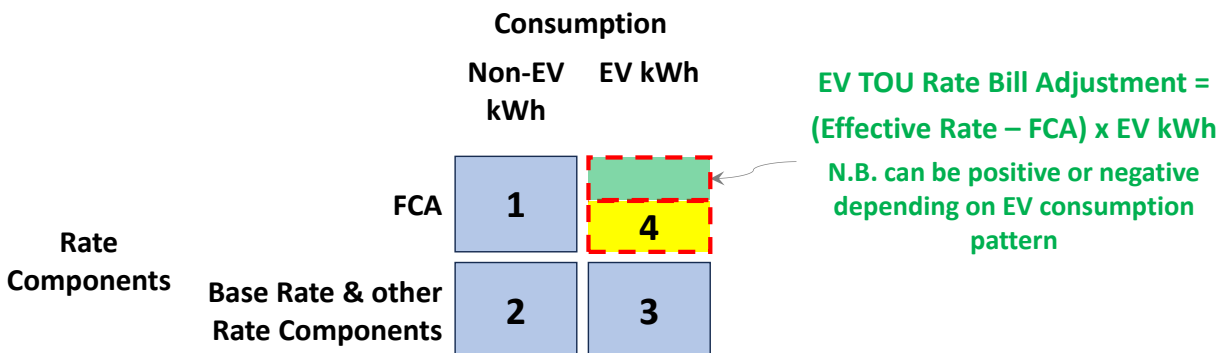 Consumption
Non-EV
kWh
EV kWh
EV TOU Rate Bill Adjustment =
(Effective Rate – FCA) x EV kWh
N.B. can be positive or negative
depending on EV consumption
pattern
Rate
Components
FCA
1
4
Base Rate & other
Rate Components
2
3